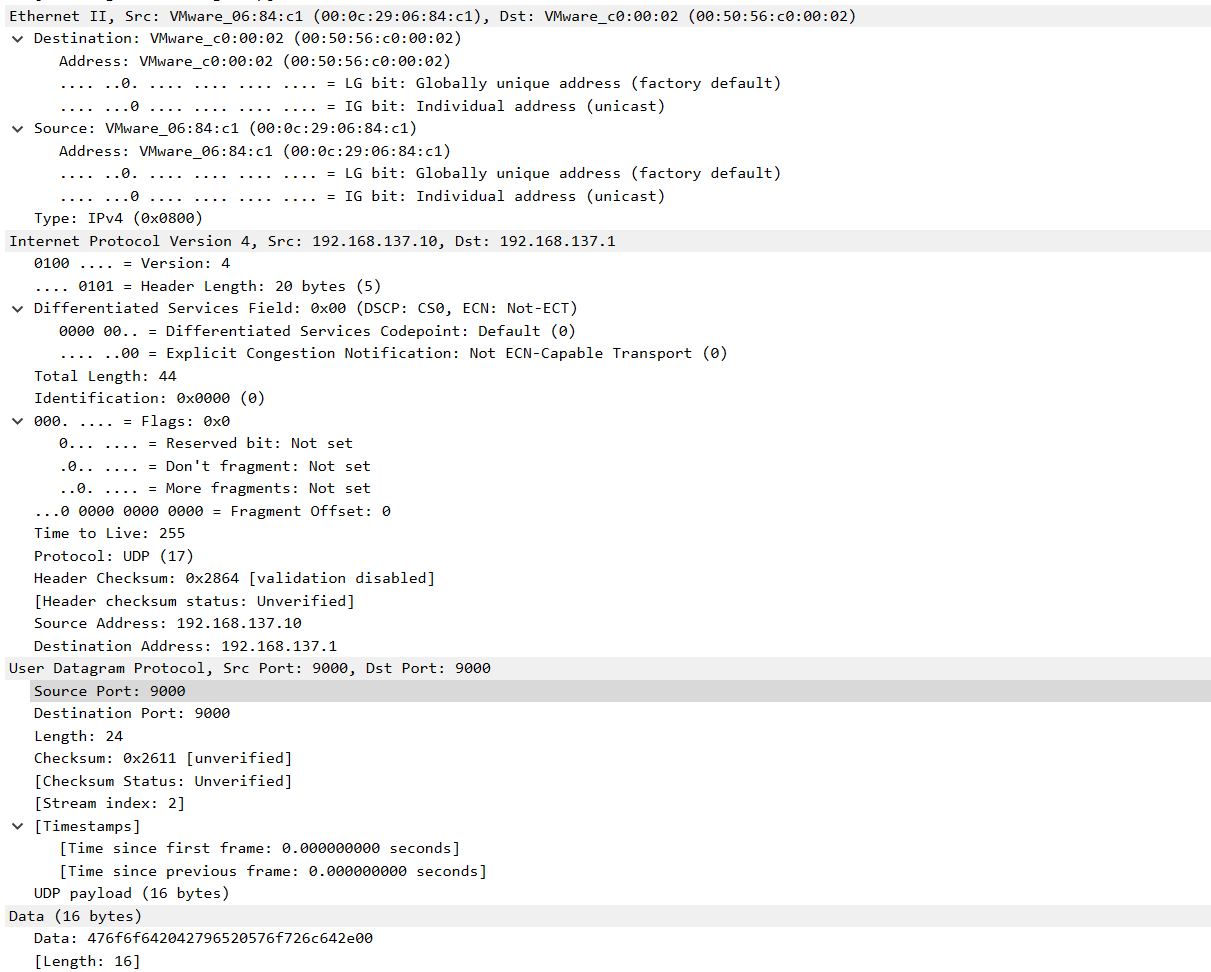 Ethernet II, Src: VMware_06:84:c1 (00:0c:29:06:84:c1), Dst: VMware_c0:00:02 (00:50:56:c0:00:02)
Destination: VMware_c0:00:02 (00:50:56:c0:00:02)
Address: VMware_c0:00:02 (00:50:56:c0:00:02)
.... ..0. .... .... .... .... = LG bit: Globally unique address (factory default)
.... ...0 .... .... .... .... = IG bit: Individual address (unicast)
Source: VMware_06:84:c1 (00:0c:29:06:84:c1)
Address: VMware_06:84:c1 (00:0c:29:06:84:c1)
.... ..0. .... .... .... .... = LG bit: Globally unique address (factory default)
.... ...0 .... .... .... .... = IG bit: Individual address (unicast)
Type: IPv4 (0x0800)
Internet Protocol Version 4, Src: 192.168.137.10, Dst: 192.168.137.1
0100 .... = Version: 4
.... 0101 = Header Length: 20 bytes (5)
Differentiated Services Field: 0x00 (DSCP: CS0, ECN: Not-ECT)
0000 00.. = Differentiated Services Codepoint: Default (0)
.... ..00 = Explicit Congestion Notification: Not ECN-Capable Transport (0)
Total Length: 44
Identification: 0x0000 (0)
000. .... = Flags: 0x0
0... .... = Reserved bit: Not set
.0.. .... = Don't fragment: Not set
..0. .... = More fragments: Not set
...0 0000 0000 0000 = Fragment Offset: 0
Time to Live: 255
Protocol: UDP (17)
Header Checksum: 0x2864 [validation disabled]
[Header checksum status: Unverified]
Source Address: 192.168.137.10
Destination Address: 192.168.137.1
User Datagram Protocol, Src Port: 9000, Dst Port: 9000
Source Port: 9000
Destination Port: 9000
Length: 24
Checksum: 0x2611 [unverified]
[Checksum Status: Unverified]
[Stream index: 2]
[Timestamps]
[Time since first frame: 0.000000000 seconds]
[Time since previous frame: 0.000000000 seconds]
UDP payload (16 bytes)
Data (16 bytes)
Data: 476f6f642042796520576f726c642e00
[Length: 16]